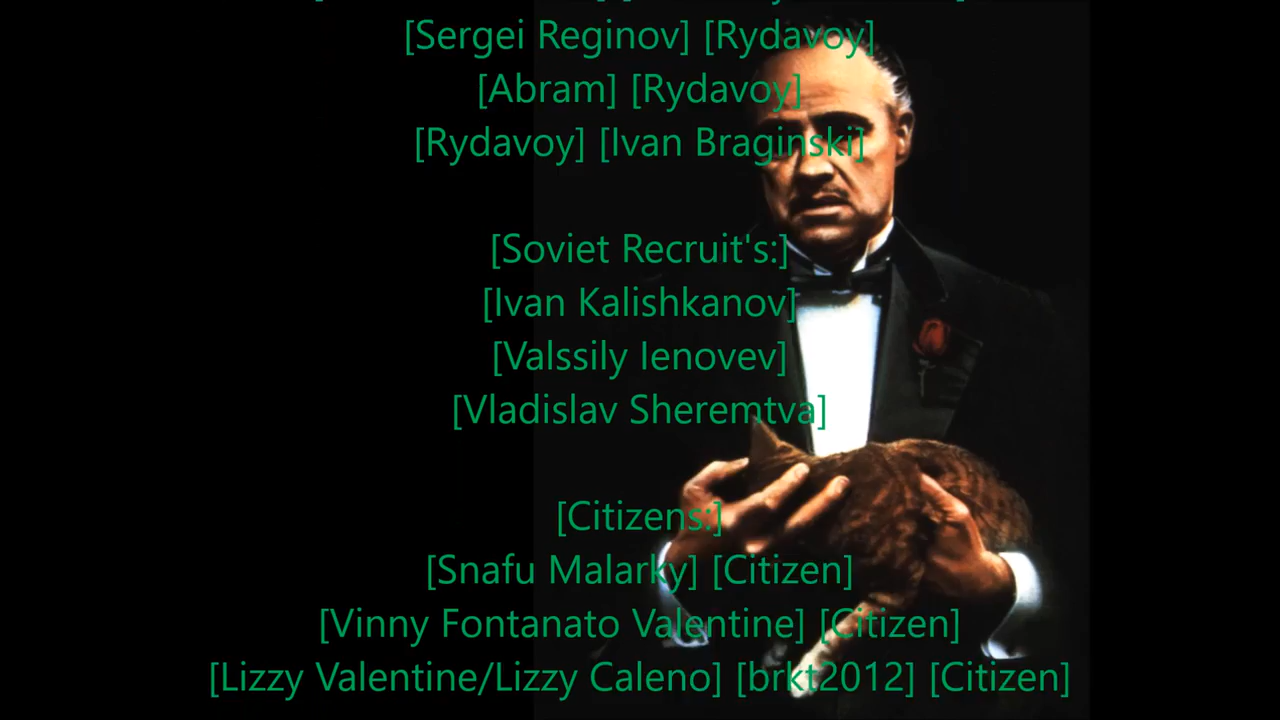 [Sergei Reginov] [Rydavoy]
[Abram] [Rydavoy]
[Rydavoy] [Ivan Braginski]
[Soviet Recruit's:]
[Ivan Kalishkanov]
[Valssily Ienovev]
[Vladislav Sheremtva]
[Citizens:]
[Snafu Malarky] [Citizen]
[Vinny Fontanato Valentine] [Citizen]
[Lizzy Valentine/Lizzy Caleno] [brkt2012] [Citizen]